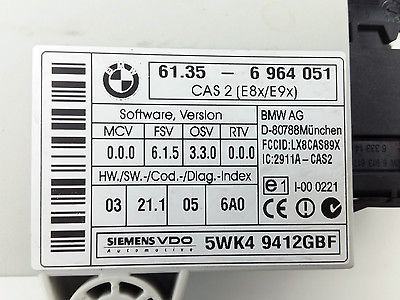 BMW
61.35 - 6 964 051
CAS 2 (E8x/E9x)
Software, Version
MCV FSV OSV RTV
0.0.0 6.1.5 3.3.0 0.0.0
HW./SW.-/Cod.-/Diag.-Index
03 21.1 05 6A0
BMW AG
D-80788München
FCCID:LX8CAS89X
IC:2911A-CAS2
e1 I-00 0221
SIEMENS VDO
Automotive
5WK4 9412GBF